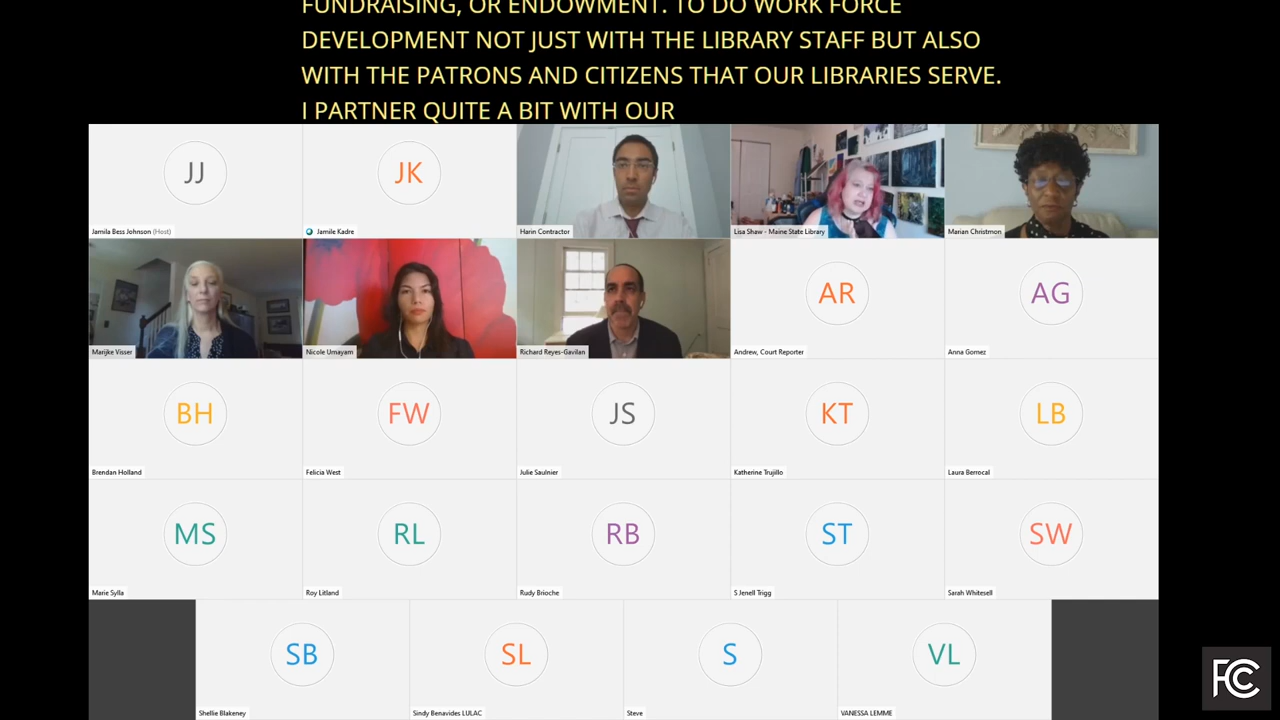 FUNDRAISING, OR ENDOWMENT. TO DO WORK FORCE
DEVELOPMENT NOT JUST WITH THE LIBRARY STAFF BUT ALSO
WITH THE PATRONS AND CITIZENS THAT OUR LIBRARIES SERVE.
I PARTNER QUITE A BIT WITH OUR
JJ
JK
Jamila Bess Johnson (Host)
Jamile Kadre
Harin Contractor
Lisa Shaw - Maine State Library
Marian Christmon
AR
AG
Marijke Visser
Nicole Umayam
Richard Reyes-Gavilan
Andrew, Court Reporter
Anna Gomez
BH
FW
JS
KT
LB
Brendan Holland
Felicia West
Julie Saulnier
Katherine Trujillo
Laura Berrocal
MS
RL
RB
ST
SW
Marie Sylla
Roy Litland
Rudy Brioche
S Jenell Trigg
Sarah Whitesell
SB
SL
S
VL
Shellie Blakeney
Sindy Benavides LULAC
Steve
VANESSA LEMME
FCC